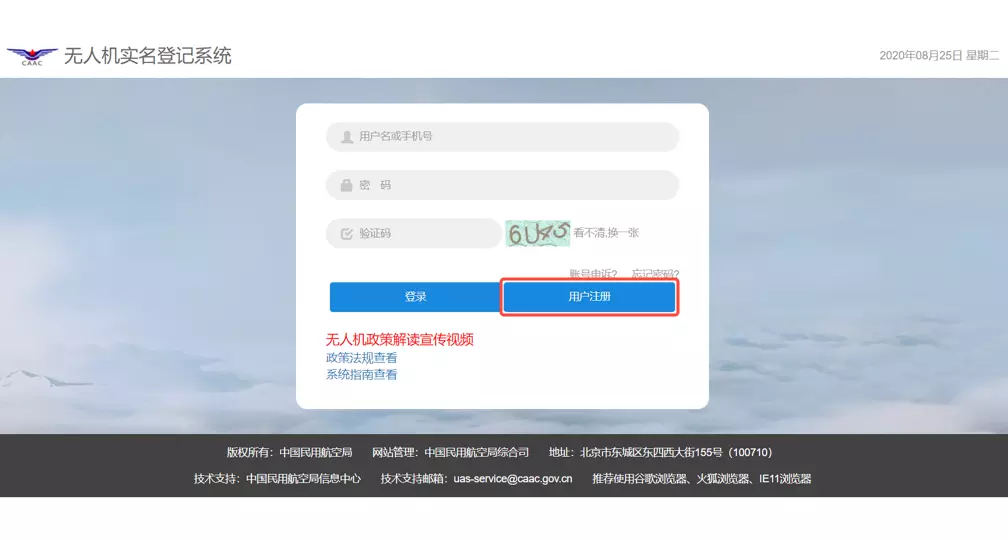 CAAC 无人机实名登记系统 2020年08月25日 星期二
用户名或手机号
密 码
验证码 6U45 看不清,换一张
账号申诉? 忘记密码?
登录 用户注册
无人机政策解读宣传视频
政策法规查看
系统指南查看
版权所有：中国民用航空局 网站管理：中国民用航空局综合司 地址：北京市东城区东四西大街155号（100710）
技术支持：中国民用航空局信息中心 技术支持邮箱：uas-service@caac.gov.cn 推荐使用谷歌浏览器、火狐浏览器、IE11浏览器